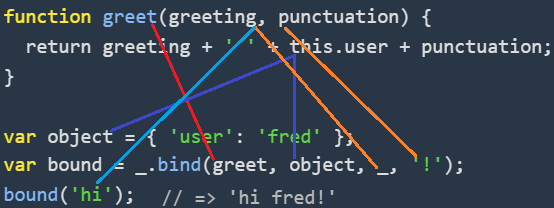 function greet(greeting, punctuation) {
  return greeting + ' ' + this.user + punctuation;
}
var object = { 'user': 'fred' };
var bound = _.bind(greet, object, _, '!');
bound('hi');  // => 'hi fred!'